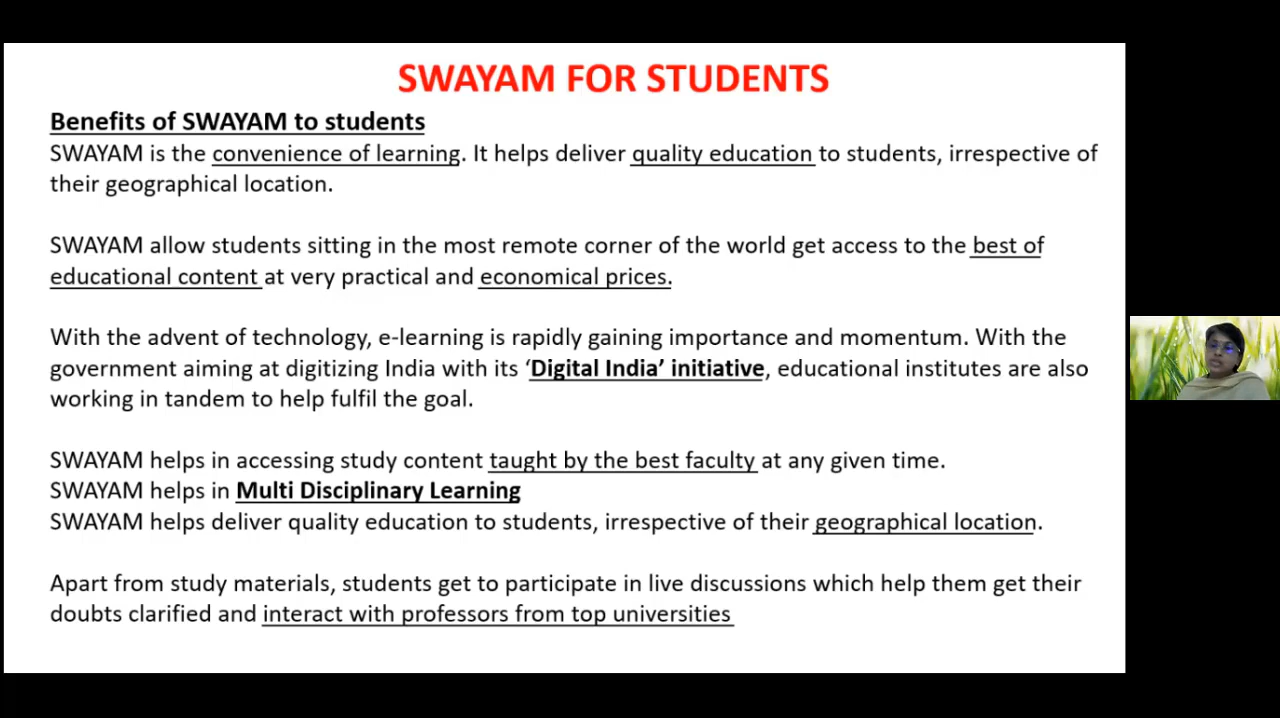 SWAYAM FOR STUDENTS
Benefits of SWAYAM to students
SWAYAM is the convenience of learning. It helps deliver quality education to students, irrespective of
their geographical location.
SWAYAM allow students sitting in the most remote corner of the world get access to the best of
educational content at very practical and economical prices.
With the advent of technology, e-learning is rapidly gaining importance and momentum. With the
government aiming at digitizing India with its ‘Digital India’ initiative, educational institutes are also
working in tandem to help fulfil the goal.
SWAYAM helps in accessing study content taught by the best faculty at any given time.
SWAYAM helps in Multi Disciplinary Learning
SWAYAM helps deliver quality education to students, irrespective of their geographical location.
Apart from study materials, students get to participate in live discussions which help them get their
doubts clarified and interact with professors from top universities